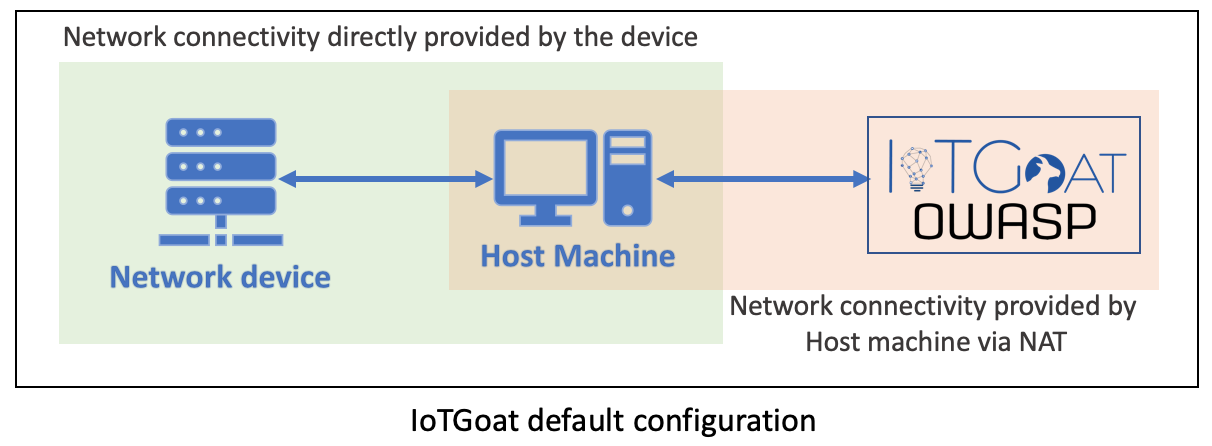 Network connectivity directly provided by the device
IoTGoat
OWASP
Host Machine
Network device
Network connectivity provided by
Host machine via NAT
IoTGoat default configuration